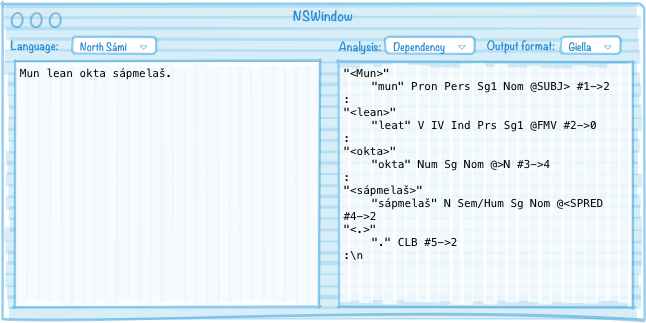 NSWindow
Language: North Sámi Analysis: Dependency Output format: Giella
Mun lean okta sápmelaš.
"<Mun>"
"mun" Pron Pers Sg1 Nom @SUBJ> #1->2
:
"<lean>"
"leat" V IV Ind Prs Sg1 @FMV #2->0
:
"<okta>"
"okta" Num Sg Nom @>N #3->4
:
"<sápmelaš>"
"sápmelaš" N Sem/Hum Sg Nom @<SPRED
#4->2
"<.>"
"." CLB #5->2
:\n